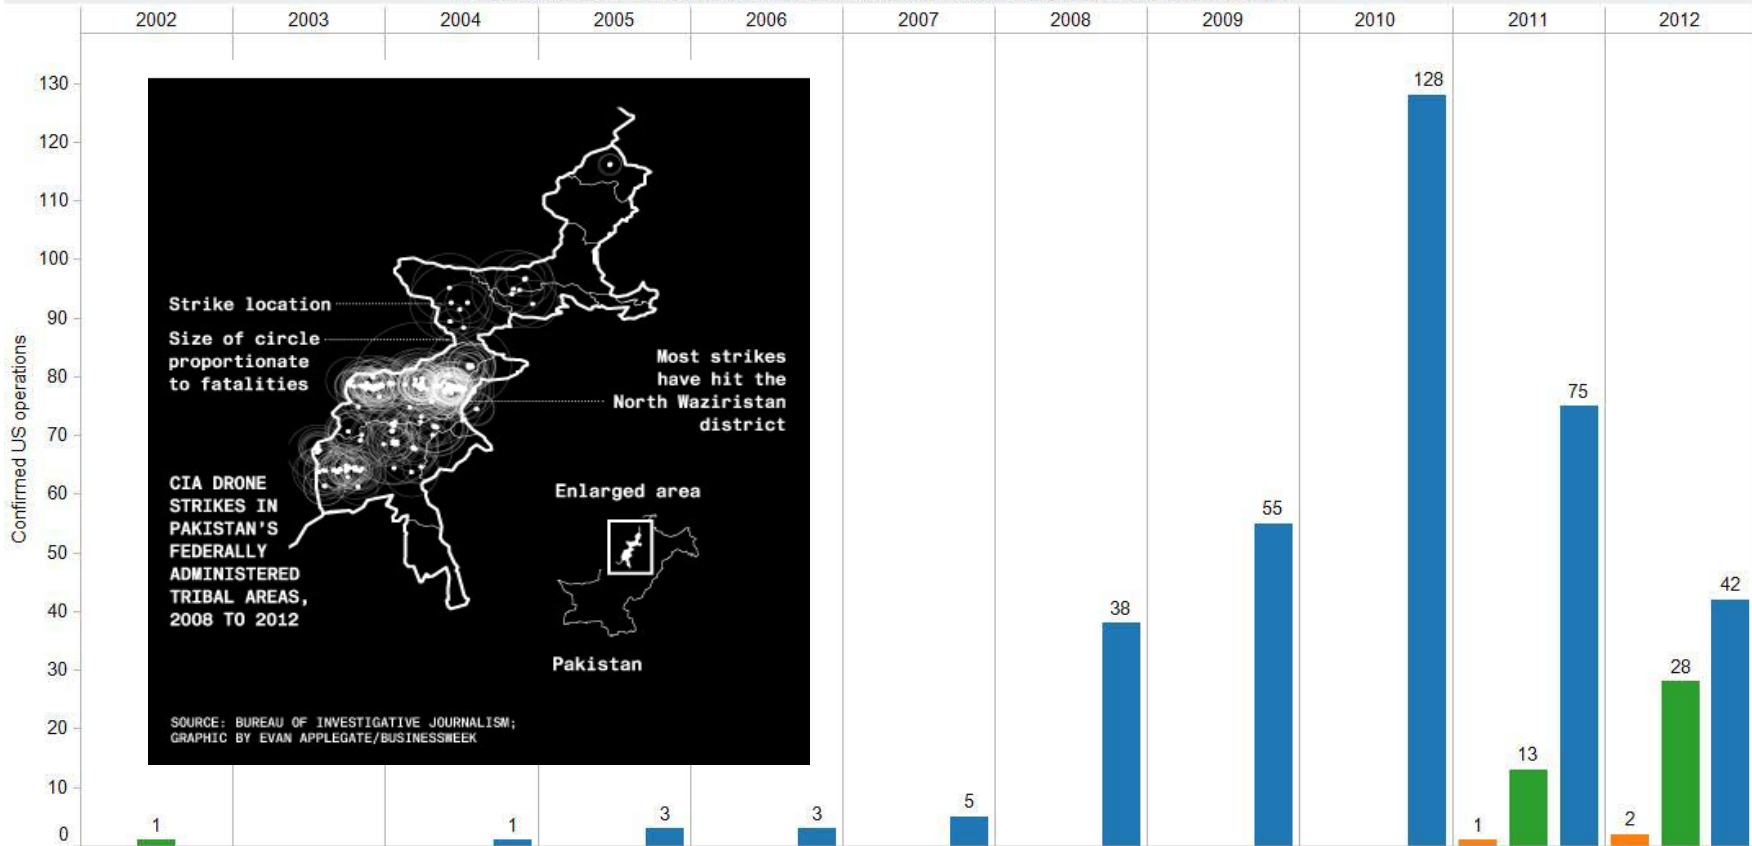 2002 2003 2004 2005 2006 2007 2008 2009 2010 2011 2012
Confirmed US operations
130
120
110
100
90
80
70
60
50
40
30
20
10
0
Strike location
Size of circle
proportionate
to fatalities
Most strikes
have hit the
North Waziristan
district
CIA DRONE
STRIKES IN
PAKISTAN'S
FEDERALLY
ADMINISTERED
TRIBAL AREAS,
2008 TO 2012
Enlarged area
Pakistan
SOURCE: BUREAU OF INVESTIGATIVE JOURNALISM;
GRAPHIC BY EVAN APPLEGATE/BUSINESSWEEK
1
1
3
3
5
38
55
128
1
13
75
2
28
42